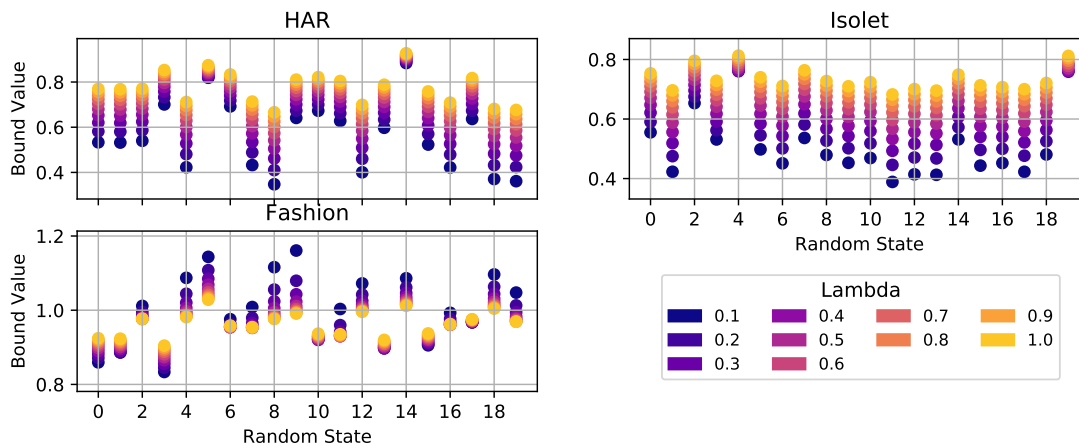 HAR
Bound Value
0.8
0.6
0.4
Isolet
0.8
0.6
0.4
0 2 4 6 8 10 12 14 16 18
Random State
Fashion
Bound Value
1.2
1.0
0.8
0 2 4 6 8 10 12 14 16 18
Random State
Lambda
0.1 0.4 0.7 0.9
0.2 0.5 0.8 1.0
0.3 0.6